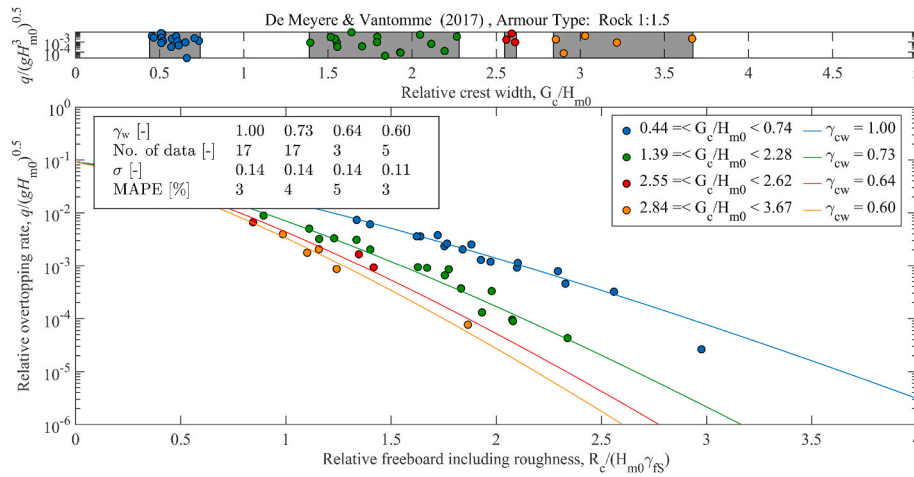 De Meyere & Vantomme (2017) , Armour Type: Rock 1:1.5
q/(gH³m0)^0.5
10^-3
10^-4
0 0.5 1 1.5 2 2.5 3 3.5 4 4.5 5
Relative crest width, Gc/Hm0
Relative overtopping rate, q/(gHm0)^0.5
10^0
10^-1
10^-2
10^-3
10^-4
10^-5
10^-6
γw [-] 1.00 0.73 0.64 0.60
No. of data [-] 17 17 3 5
σ [-] 0.14 0.14 0.14 0.11
MAPE [%] 3 4 5 3
0.44 =< Gc/Hm0 < 0.74 γcw = 1.00
1.39 =< Gc/Hm0 < 2.28 γcw = 0.73
2.55 =< Gc/Hm0 < 2.62 γcw = 0.64
2.84 =< Gc/Hm0 < 3.67 γcw = 0.60
0 0.5 1 1.5 2 2.5 3 3.5 4
Relative freeboard including roughness, Rc/(Hm0γfS)